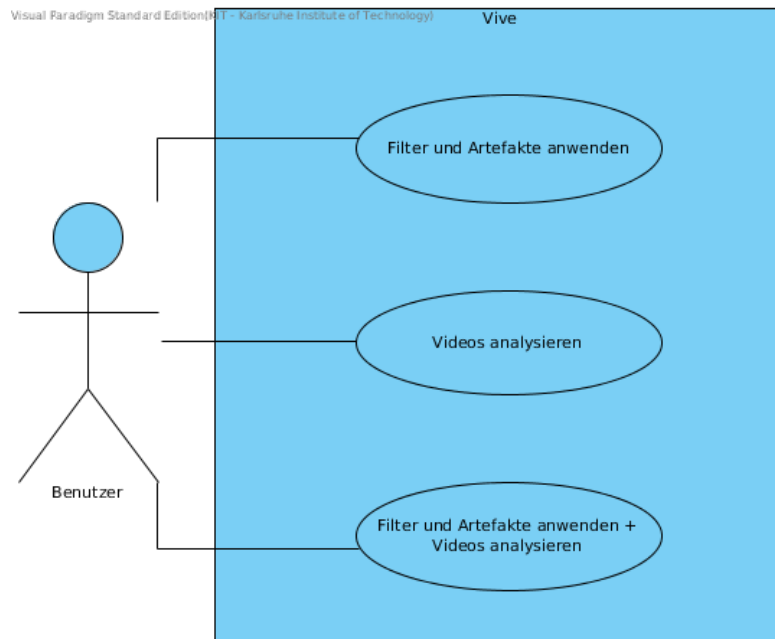 Visual Paradigm Standard Edition(KIT - Karlsruhe Institute of Technology)
Vive
Filter und Artefakte anwenden
Videos analysieren
Benutzer
Filter und Artefakte anwenden +
Videos analysieren